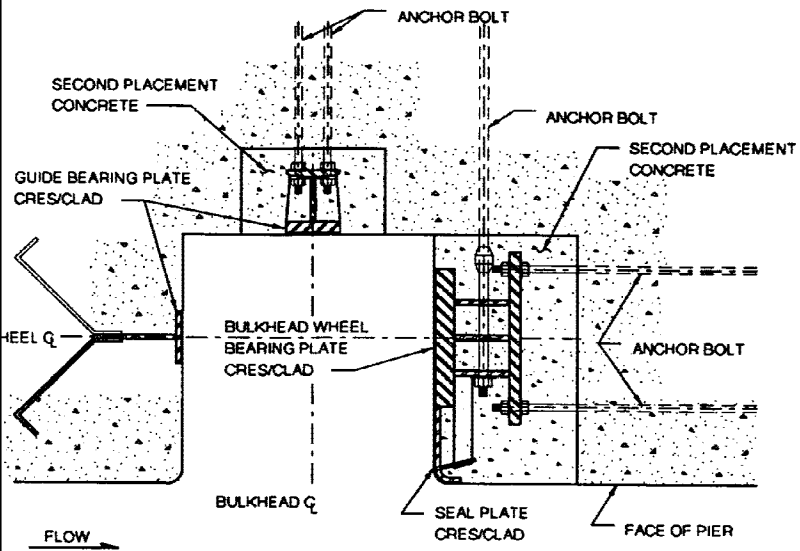 ANCHOR BOLT
SECOND PLACEMENT
CONCRETE
ANCHOR BOLT
SECOND PLACEMENT
CONCRETE
GUIDE BEARING PLATE
CRES/CLAD
HEEL ℄
BULKHEAD WHEEL
BEARING PLATE
CRES/CLAD
ANCHOR BOLT
BULKHEAD ℄
SEAL PLATE
CRES/CLAD
FACE OF PIER
FLOW